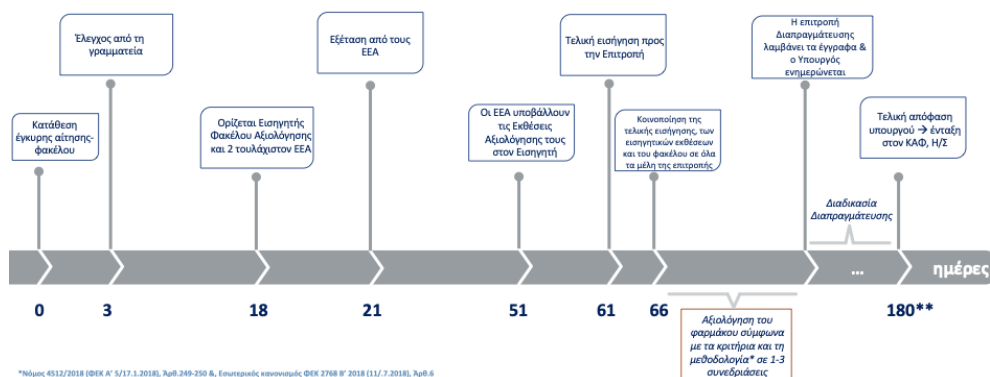 Έλεγχος από τη
γραμματεία
Εξέταση από τους
ΕΕΑ
Τελική εισήγηση προς
την Επιτροπή
Η επιτροπή
Διαπραγμάτευσης
λαμβάνει τα έγγραφα &
ο Υπουργός
ενημερώνεται
Κατάθεση
έγκυρης αίτησης-
φακέλου
Ορίζεται Εισηγητής
Φακέλου Αξιολόγησης
και 2 τουλάχιστον ΕΕΑ
Οι ΕΕΑ υποβάλλουν
τις Εκθέσεις
Αξιολόγησης τους
στον Εισηγητή
Κοινοποίηση της
τελικής εισήγησης, των
εισηγητικών εκθέσεων
και του φακέλου σε όλα
τα μέλη της επιτροπής
Τελική απόφαση
υπουργού → ένταξη
στον ΚΑΦ, Η/Σ
Διαδικασία
Διαπραγμάτευσης
... ημέρες
0 3 18 21 51 61 66 180**
Αξιολόγηση του
φαρμάκου σύμφωνα
με τα κριτήρια και τη
μεθοδολογία* σε 1-3
συνεδριάσεις
*Νόμος 4512/2018 (ΦΕΚ Α' 5/17.1.2018), Άρθ.249-250 &, Εσωτερικός κανονισμός ΦΕΚ 2768 Β' 2018 (11/.7.2018), Άρθ.6